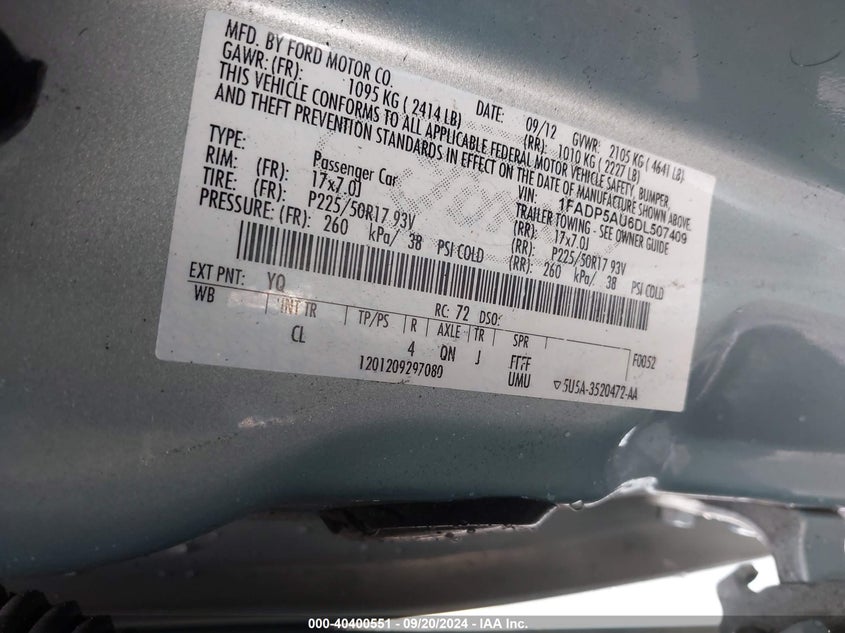 MFD. BY FORD MOTOR CO. DATE: 09/12 GVWR: 2105 KG ( 4641 LB)
GAWR: (FR): 1095 KG ( 2414 LB) (RR): 1010 KG ( 2227 LB)
THIS VEHICLE CONFORMS TO ALL APPLICABLE FEDERAL MOTOR VEHICLE SAFETY, BUMPER,
AND THEFT PREVENTION STANDARDS IN EFFECT ON THE DATE OF MANUFACTURE SHOWN ABOVE.
VIN: 1FADP5AU6DL507409
TYPE: Passenger Car TRAILER TOWING - SEE OWNER GUIDE
RIM: (FR): 17x7.0J (RR): 17x7.0J
TIRE: (FR): P225/50R17 93V (RR): P225/50R17 93V
PRESSURE: (FR): 260 kPa/ 38 PSI COLD (RR): 260 kPa/ 38 PSI COLD
EXT PNT: YQ RC: 72 DSO: F0052
WB INT TR TP/PS R AXLE TR SPR
CL 4 QN J FFFF
1201209297080 UMU ▽5U5A-3520472-AA
000-40400551 - 09/20/2024 - IAA Inc.